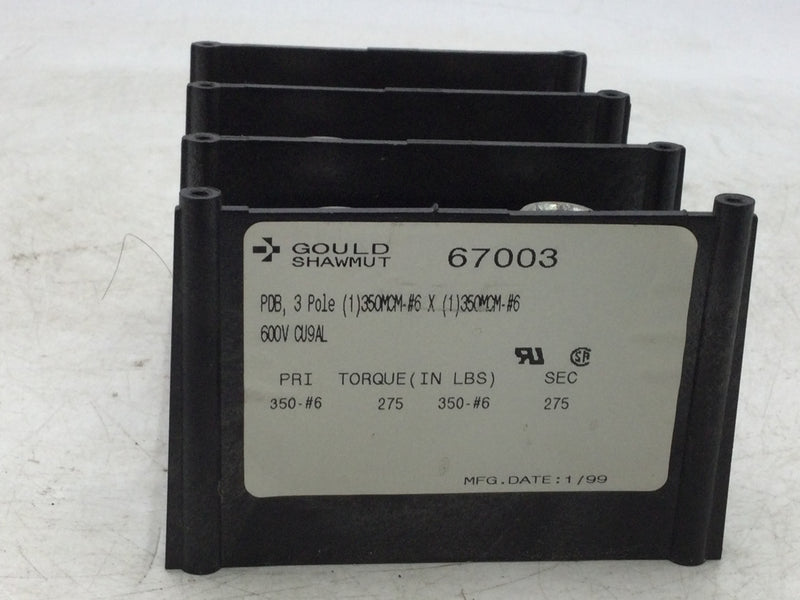 GOULD 67003
SHAWMUT
PDB, 3 Pole (1)350MCM-#6 X (1)350MCM-#6
600V CU9AL
PRI TORQUE(IN LBS) SEC
350-#6 275 350-#6 275
MFG.DATE:1/99